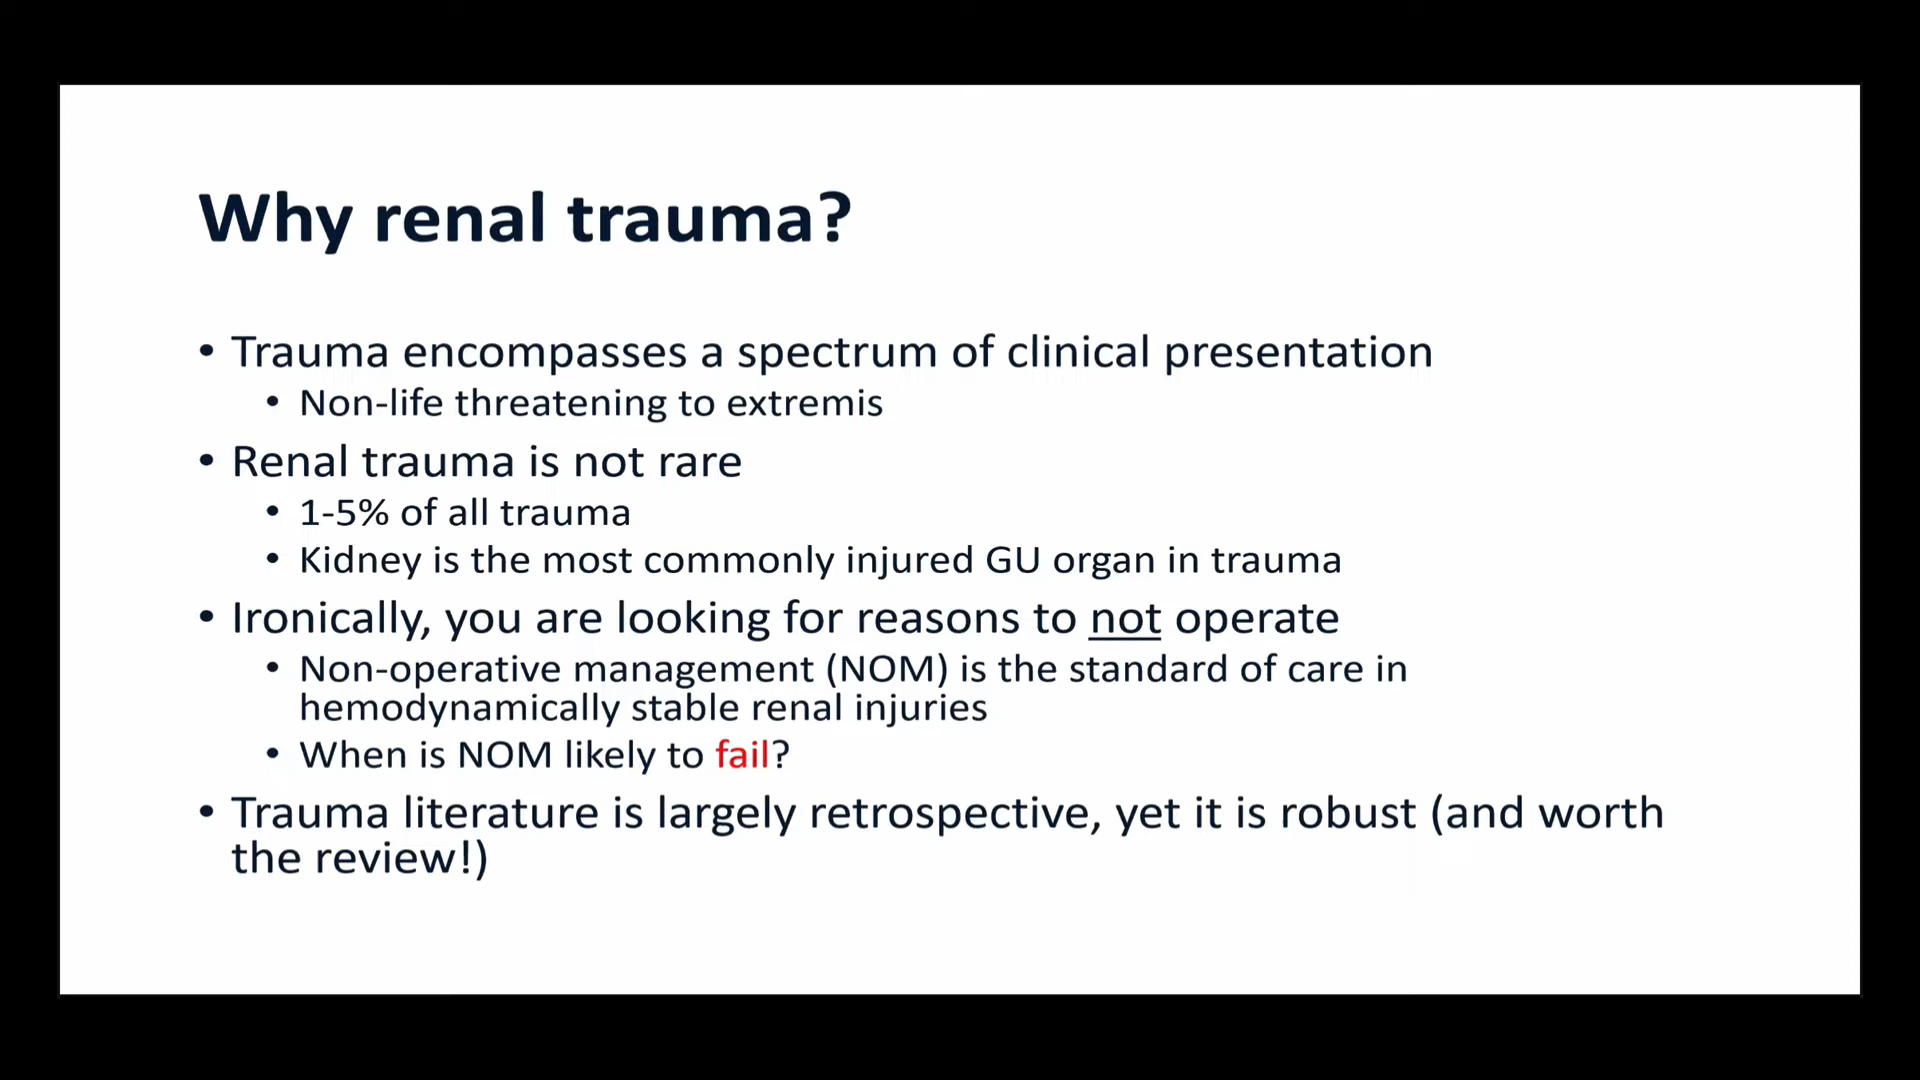 Why renal trauma?
• Trauma encompasses a spectrum of clinical presentation
• Non-life threatening to extremis
• Renal trauma is not rare
• 1-5% of all trauma
• Kidney is the most commonly injured GU organ in trauma
• Ironically, you are looking for reasons to not operate
• Non-operative management (NOM) is the standard of care in
hemodynamically stable renal injuries
• When is NOM likely to fail?
• Trauma literature is largely retrospective, yet it is robust (and worth
the review!)